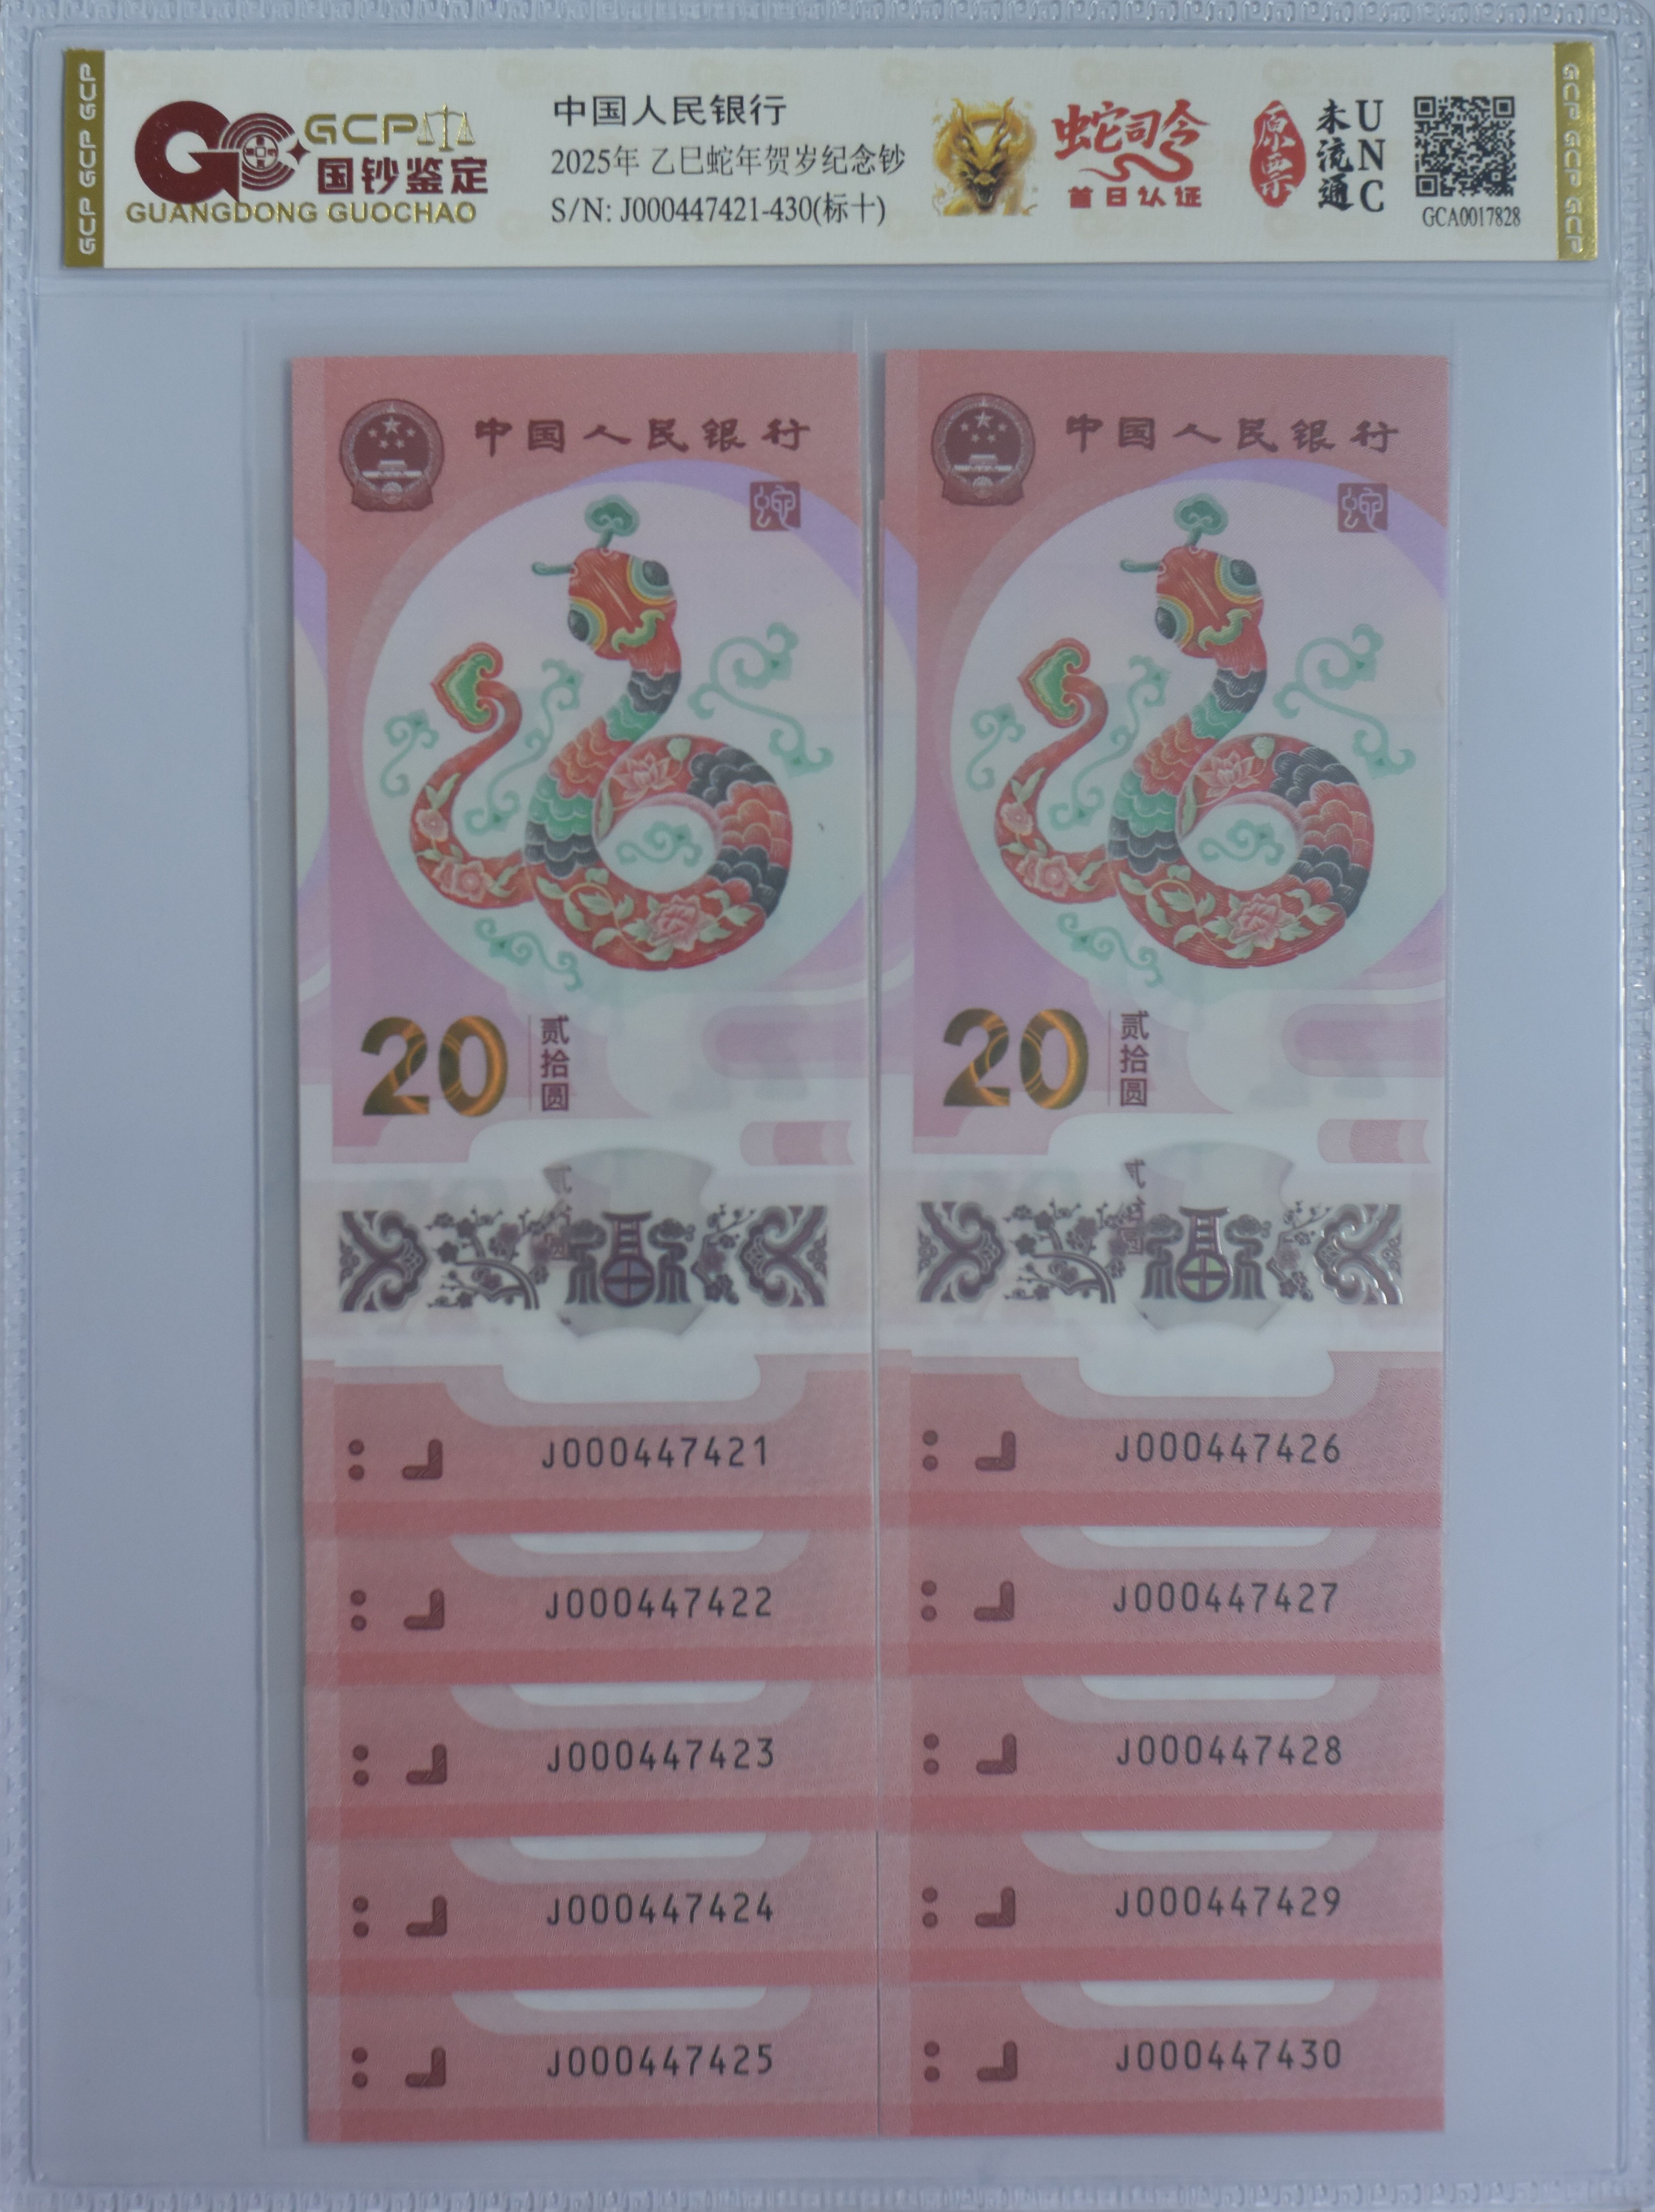 GCP GCP GCP
GCP
国钞鉴定
GUANGDONG GUOCHAO
中国人民银行
2025年 乙巳蛇年贺岁纪念钞
S/N: J000447421-430(标十)
蛇司令
首日认证
原票
未流通
UNC
GCA0017828
GCP GCP GCP
中国人民银行
蛇
20
贰拾圆
福
J000447421
J000447422
J000447423
J000447424
J000447425
中国人民银行
蛇
20
贰拾圆
福
J000447426
J000447427
J000447428
J000447429
J000447430